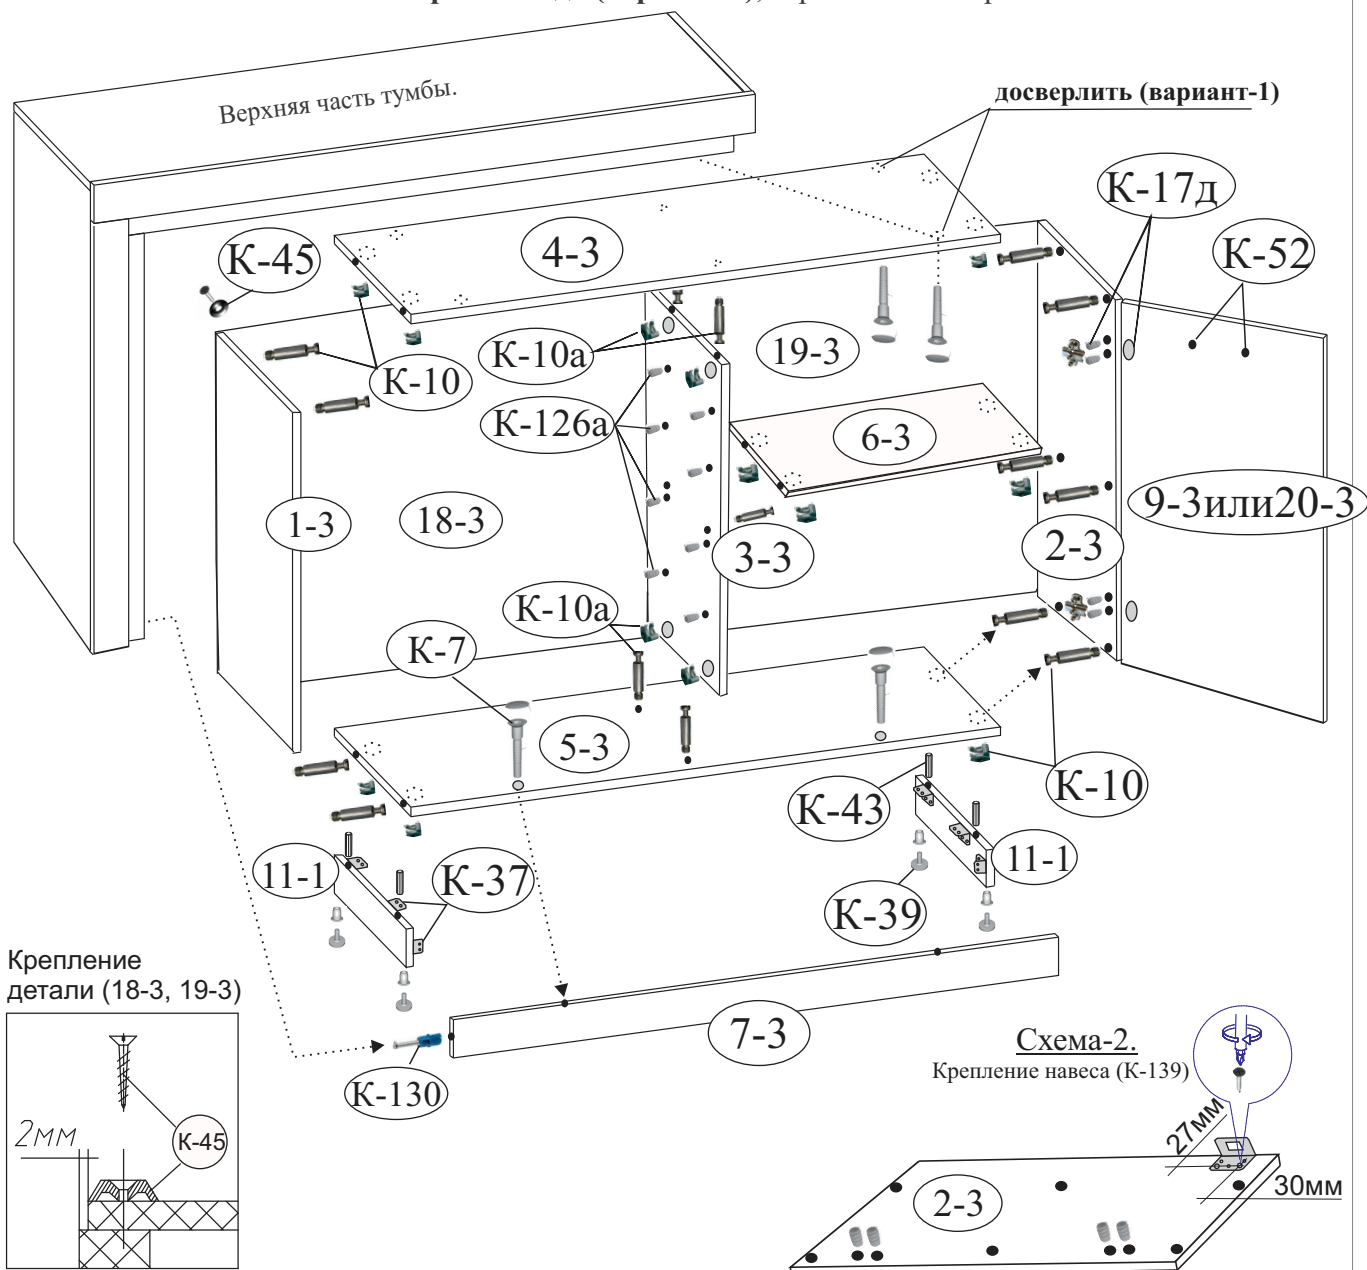 Верхняя часть тумбы.
досверлить (вариант-1)
К-17д
К-52
К-45
4-3
К-10
К-10а
19-3
К-126а
6-3
1-3
18-3
3-3
2-3
9-3или20-3
К-10а
К-7
5-3
К-43
К-10
11-1
К-37
К-39
11-1
Крепление
детали (18-3, 19-3)
7-3
К-130
2мм
К-45
Схема-2.
Крепление навеса (К-139)
27мм
30мм
2-3